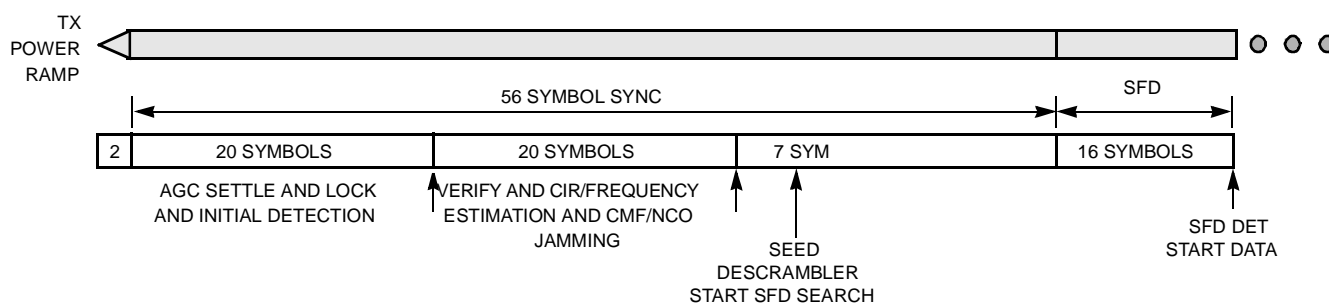 TX
POWER
RAMP
56 SYMBOL SYNC
SFD
2
20 SYMBOLS
20 SYMBOLS
7 SYM
16 SYMBOLS
AGC SETTLE AND LOCK
AND INITIAL DETECTION
VERIFY AND CIR/FREQUENCY
ESTIMATION AND CMF/NCO
JAMMING
SEED
DESCRAMBLER
START SFD SEARCH
SFD DET
START DATA